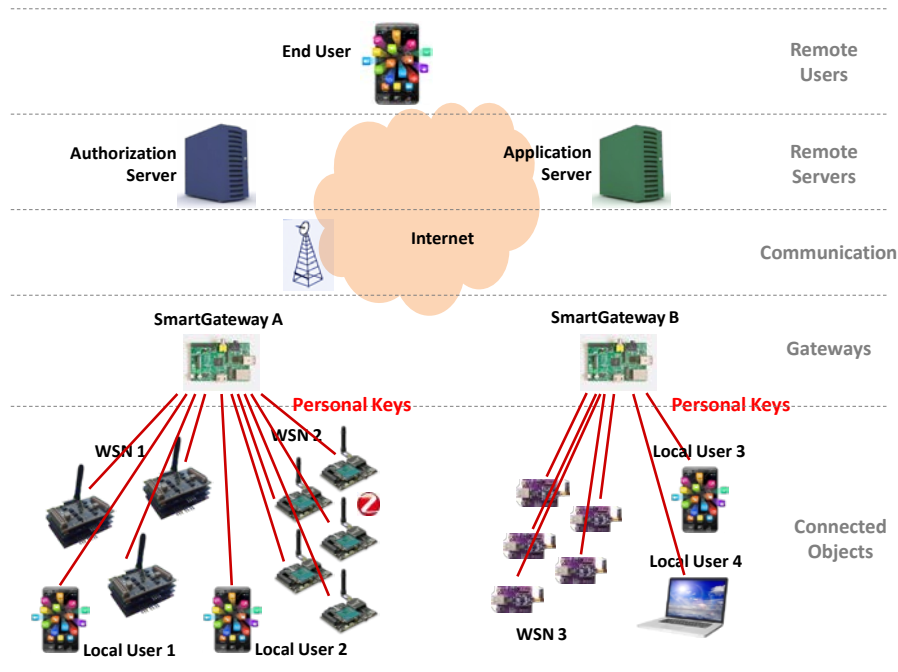 End User
Remote
Users
Authorization
Server
Application
Server
Remote
Servers
Internet
Communication
SmartGateway A
SmartGateway B
Gateways
Personal Keys
Personal Keys
WSN 1
WSN 2
Local User 3
Z
Connected
Objects
Local User 4
WSN 3
Local User 1
Local User 2